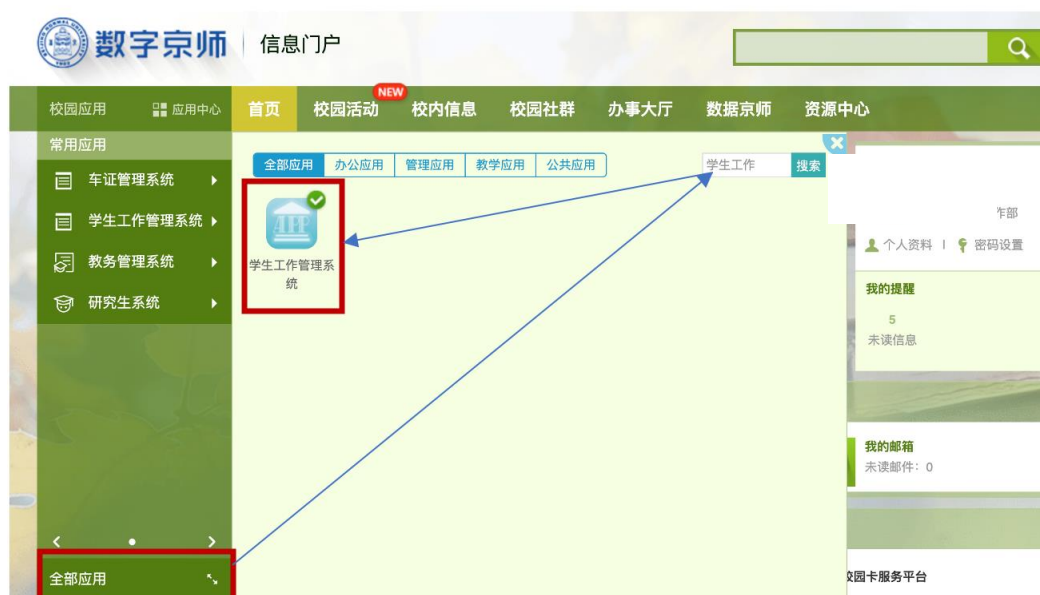 数字京师 信息门户
校园应用 应用中心 首页 校园活动 NEW 校内信息 校园社群 办事大厅 数据京师 资源中心
常用应用
车证管理系统
学生工作管理系统
教务管理系统
研究生系统
全部应用
全部应用 办公应用 管理应用 教学应用 公共应用 学生工作 搜索
APP
学生工作管理系
统
作部
个人资料 | 密码设置
我的提醒
5
未读信息
我的邮箱
未读邮件：0
校园卡服务平台